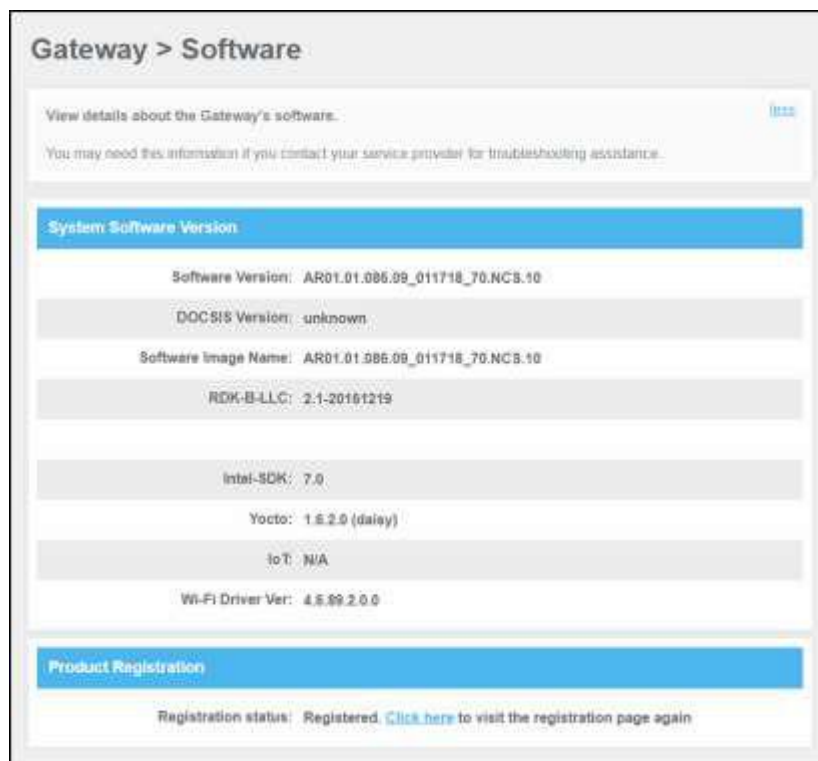 Gateway > Software
View details about the Gateway's software.
less
You may need this information if you contact your service provider for troubleshooting assistance.
System Software Version
Software Version: AR01.01.086.09_011718_70.NCS.10
DOCSIS Version: unknown
Software Image Name: AR01.01.086.09_011718_70.NCS.10
RDK-B-LLC: 2.1-20161219
Intel-SDK: 7.0
Yocto: 1.6.2.0 (daisy)
IoT: N/A
Wi-Fi Driver Ver: 4.6.89.2.0.0
Product Registration
Registration status: Registered. Click here to visit the registration page again